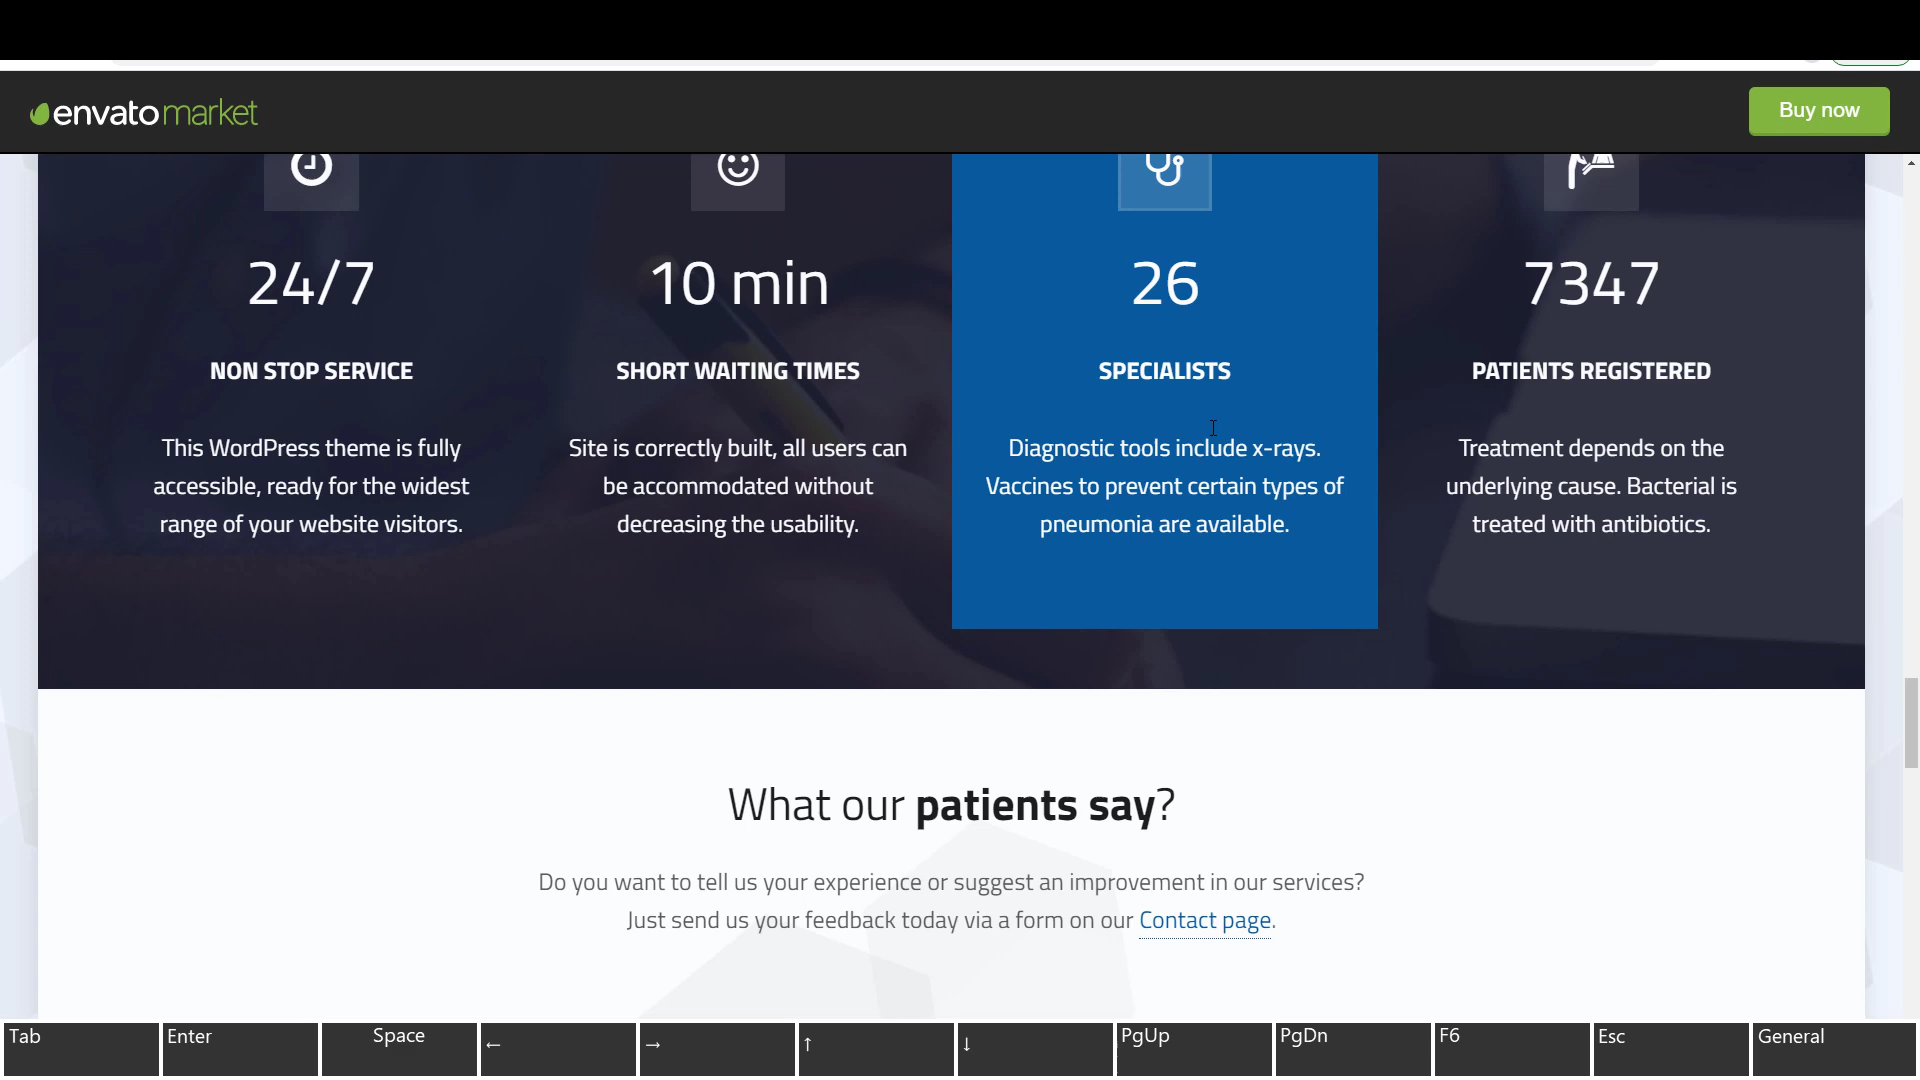 envato market
Buy now
24/7
10 min
26
7347
NON STOP SERVICE
SHORT WAITING TIMES
SPECIALISTS
PATIENTS REGISTERED
This WordPress theme is fully
accessible, ready for the widest
range of your website visitors.
Site is correctly built, all users can
be accommodated without
decreasing the usability.
Diagnostic tools include x-rays.
Vaccines to prevent certain types of
pneumonia are available.
Treatment depends on the
underlying cause. Bacterial is
treated with antibiotics.
What our patients say?
Do you want to tell us your experience or suggest an improvement in our services?
Just send us your feedback today via a form on our Contact page.
Tab
Enter
Space
←
→
↑
↓
PgUp
PgDn
F6
Esc
General